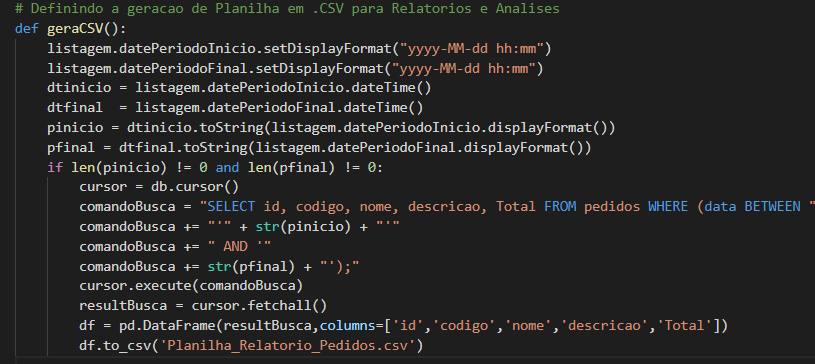 # Definindo a geracao de Planilha em .CSV para Relatorios e Analises
def geraCSV():
    listagem.datePeriodoInicio.setDisplayFormat("yyyy-MM-dd hh:mm")
    listagem.datePeriodoFinal.setDisplayFormat("yyyy-MM-dd hh:mm")
    dtinicio = listagem.datePeriodoInicio.dateTime()
    dtfinal  = listagem.datePeriodoFinal.dateTime()
    pinicio = dtinicio.toString(listagem.datePeriodoInicio.displayFormat())
    pfinal = dtfinal.toString(listagem.datePeriodoFinal.displayFormat())
    if len(pinicio) != 0 and len(pfinal) != 0:
        cursor = db.cursor()
        comandoBusca = "SELECT id, codigo, nome, descricao, Total FROM pedidos WHERE (data BETWEEN "
        comandoBusca += "'" + str(pinicio) + "'"
        comandoBusca += " AND '"
        comandoBusca += str(pfinal) + "');"
        cursor.execute(comandoBusca)
        resultBusca = cursor.fetchall()
        df = pd.DataFrame(resultBusca,columns=['id','codigo','nome','descricao','Total'])
        df.to_csv('Planilha_Relatorio_Pedidos.csv')